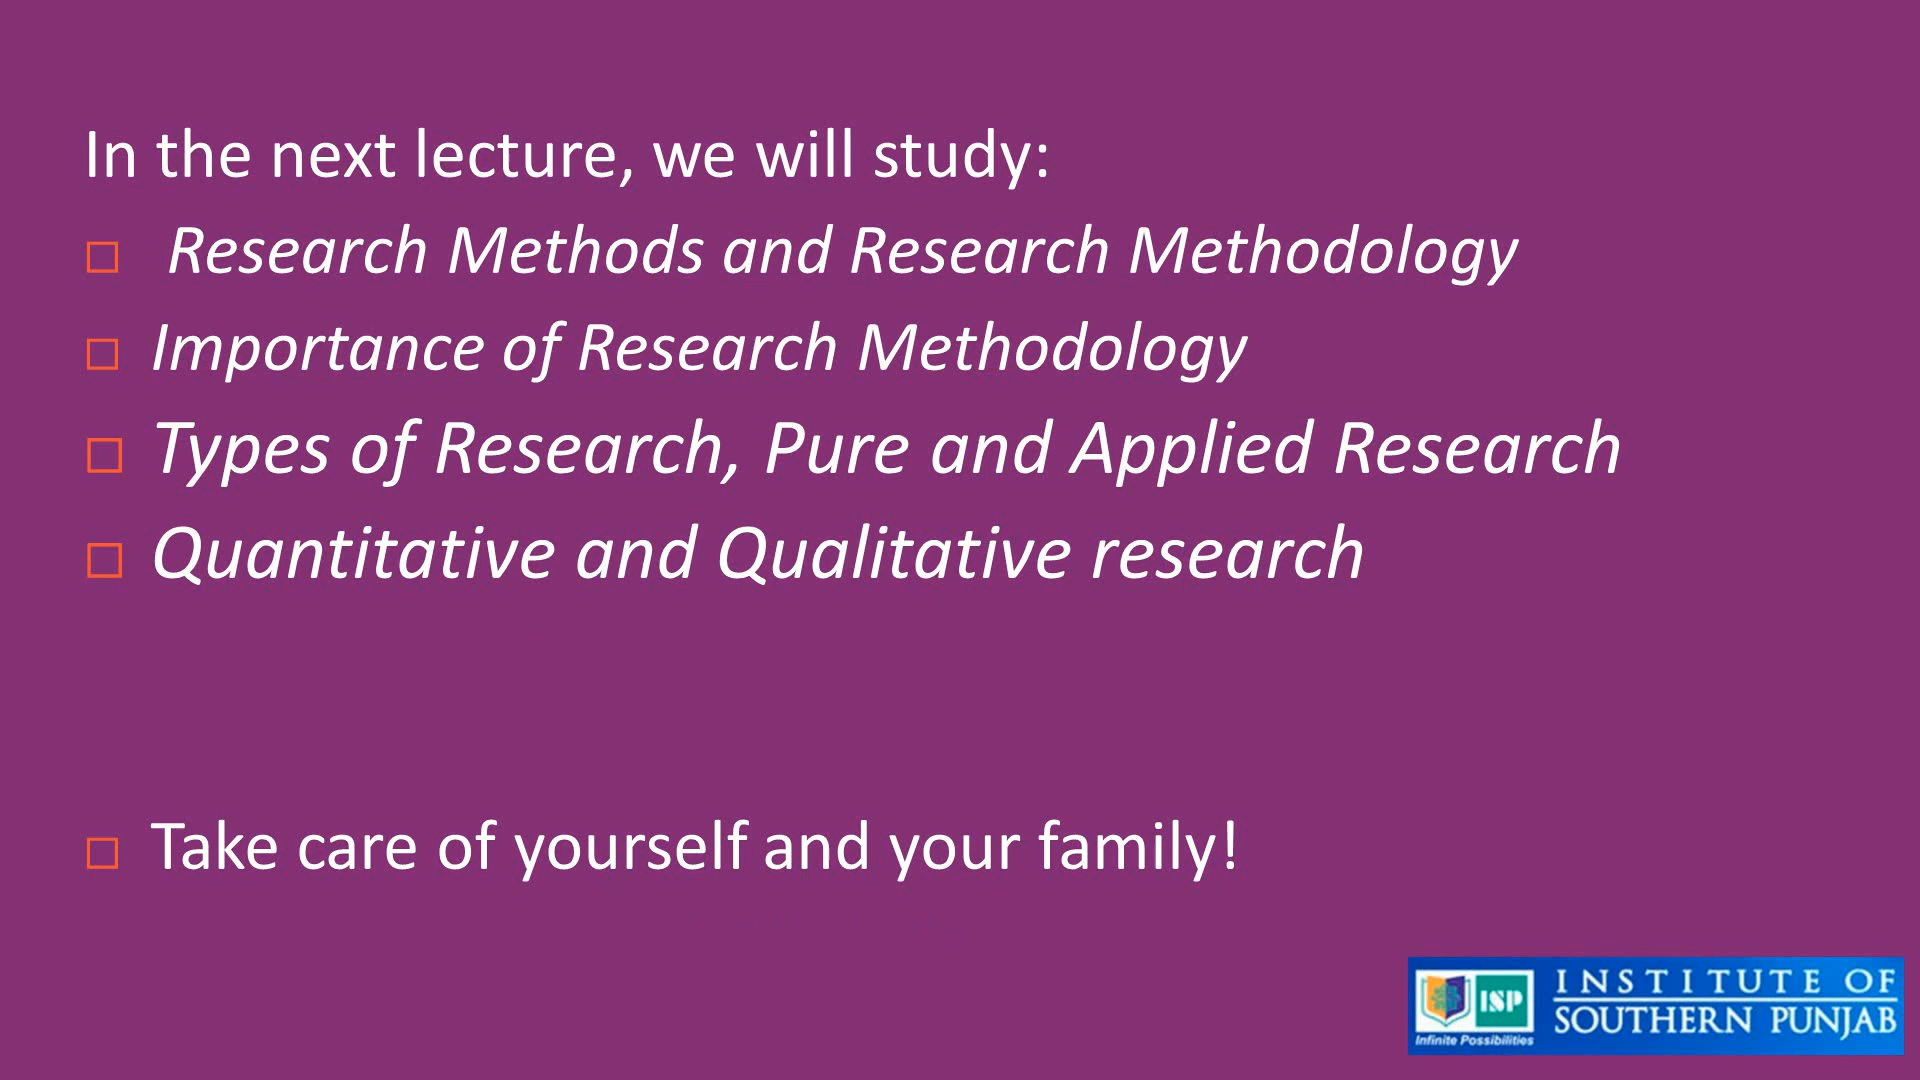 In the next lecture, we will study:
Research Methods and Research Methodology
Importance of Research Methodology
Types of Research, Pure and Applied Research
Quantitative and Qualitative research
Take care of yourself and your family!
ISP
Infinite Possibilities
INSTITUTE OF
SOUTHERN PUNJAB